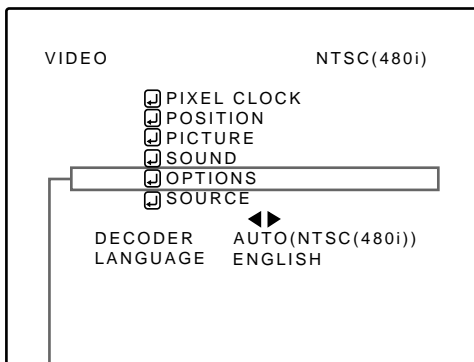 VIDEO NTSC(480i)
PIXEL CLOCK
POSITION
PICTURE
SOUND
OPTIONS
SOURCE
DECODER AUTO(NTSC(480i))
LANGUAGE ENGLISH